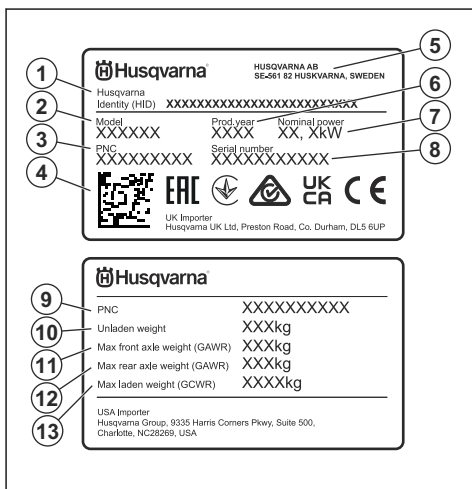 Husqvarna®
HUSQVARNA AB
SE-561 82 HUSKVARNA, SWEDEN
5
1
Husqvarna
Identity (HID) XXXXXXXXXXXXXXXXXXXXXXXXX
6
2
Model Prod.year Nominal power
XXXXXX XXXX XX, XkW
7
3
PNC Serial number
XXXXXXXXX XXXXXXXXXXX
8
4
EAC UK CA CE
UK Importer
Husqvarna UK Ltd, Preston Road, Co. Durham, DL5 6UP
Husqvarna®
9
PNC XXXXXXXXXX
10
Unladen weight XXXkg
11
Max front axle weight (GAWR) XXXkg
12
Max rear axle weight (GAWR) XXXkg
13
Max laden weight (GCWR) XXXXkg
USA Importer
Husqvarna Group, 9335 Harris Corners Pkwy, Suite 500,
Charlotte, NC28269, USA